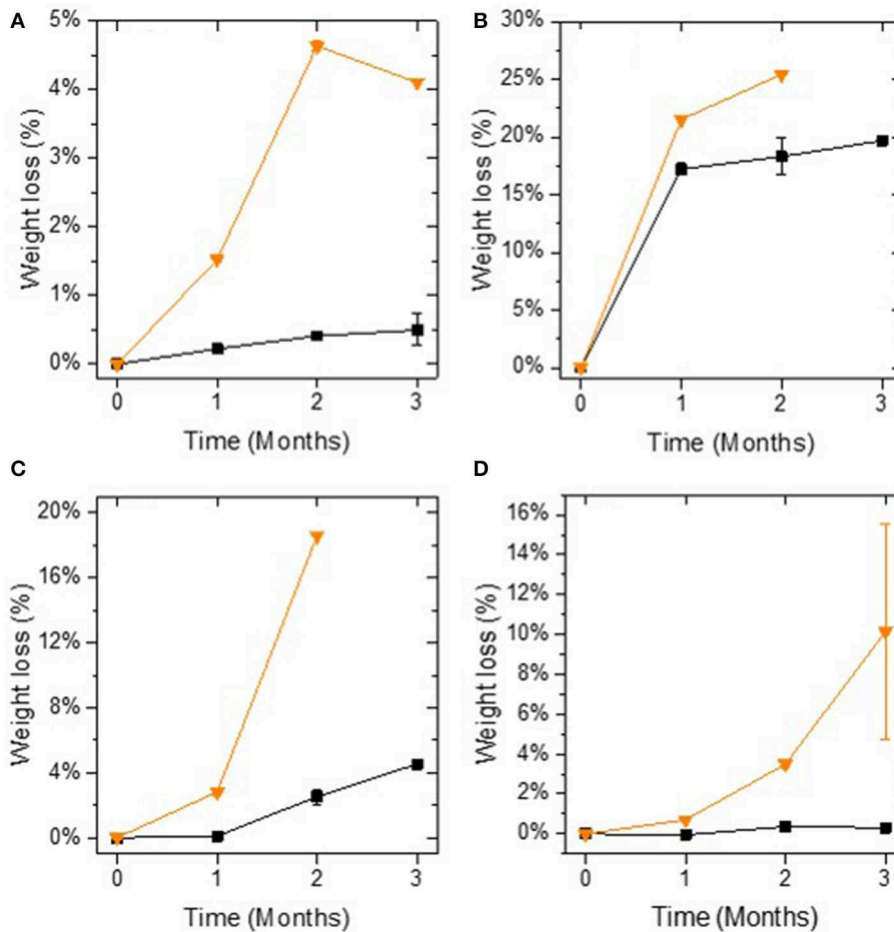 A
Weight loss (%)
5%
4%
3%
2%
1%
0%
0 1 2 3
Time (Months)
B
Weight loss (%)
30%
25%
20%
15%
10%
5%
0%
0 1 2 3
Time (Months)
C
Weight loss (%)
20%
16%
12%
8%
4%
0%
0 1 2 3
Time (Months)
D
Weight loss (%)
16%
14%
12%
10%
8%
6%
4%
2%
0%
0 1 2 3
Time (Months)